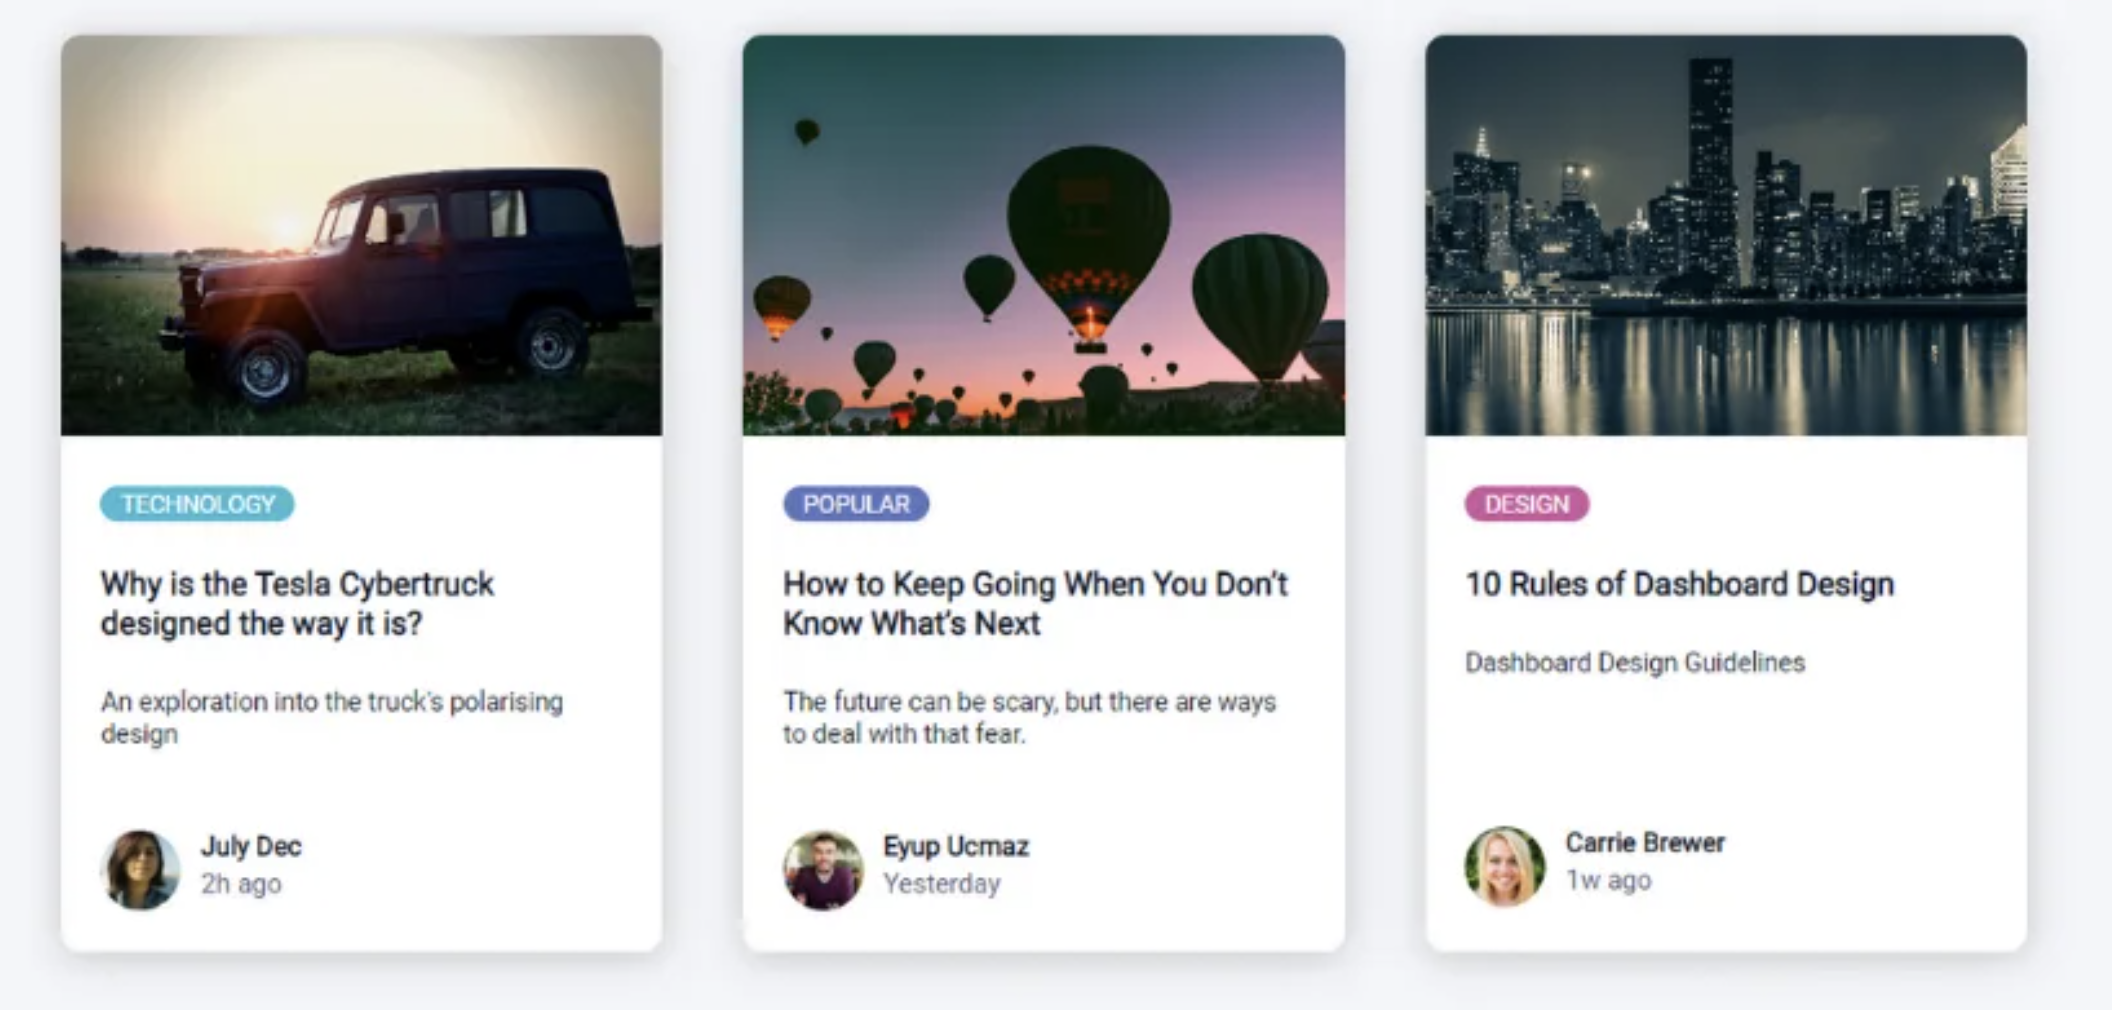 TECHNOLOGY
Why is the Tesla Cybertruck
designed the way it is?
An exploration into the truck's polarising
design
July Dec
2h ago
POPULAR
How to Keep Going When You Don't
Know What's Next
The future can be scary, but there are ways
to deal with that fear.
Eyup Ucmaz
Yesterday
DESIGN
10 Rules of Dashboard Design
Dashboard Design Guidelines
Carrie Brewer
1w ago